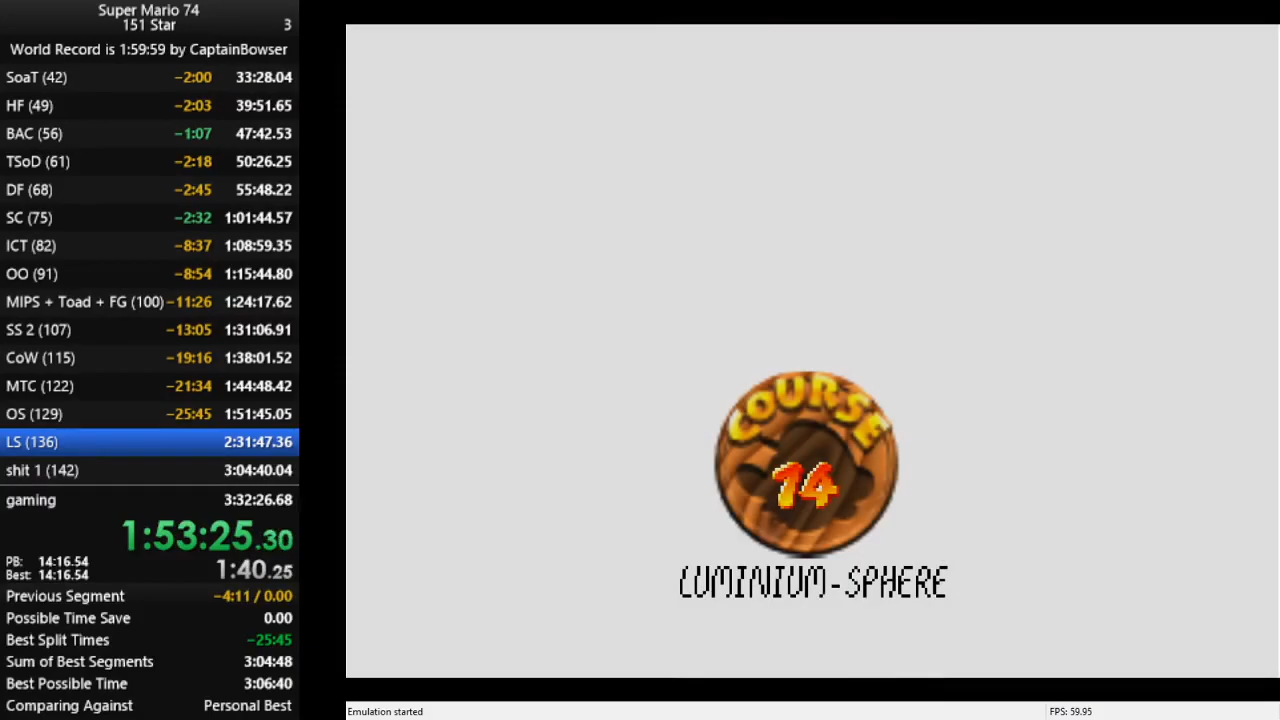 Super Mario 74
151 Star 3
World Record is 1:59:59 by CaptainBowser
SoaT (42) −2:00 33:28.04
HF (49) −2:03 39:51.65
BAC (56) −1:07 47:42.53
TSoD (61) −2:18 50:26.25
DF (68) −2:45 55:48.22
SC (75) −2:32 1:01:44.57
ICT (82) −8:37 1:08:59.35
OO (91) −8:54 1:15:44.80
MIPS + Toad + FG (100) −11:26 1:24:17.62
SS 2 (107) −13:05 1:31:06.91
CoW (115) −19:16 1:38:01.52
MTC (122) −21:34 1:44:48.42
OS (129) −25:45 1:51:45.05
LS (136) 2:31:47.36
shit 1 (142) 3:04:40.04
gaming 3:32:26.68
1:53:25.30
PB: 14:16.54
Best: 14:16.54
1:40.25
Previous Segment −4:11 / 0.00
Possible Time Save 0.00
Best Split Times −25:45
Sum of Best Segments 3:04:48
Best Possible Time 3:06:40
Comparing Against Personal Best
COURSE
14
LUMINIUM-SPHERE
Emulation started FPS: 59.95